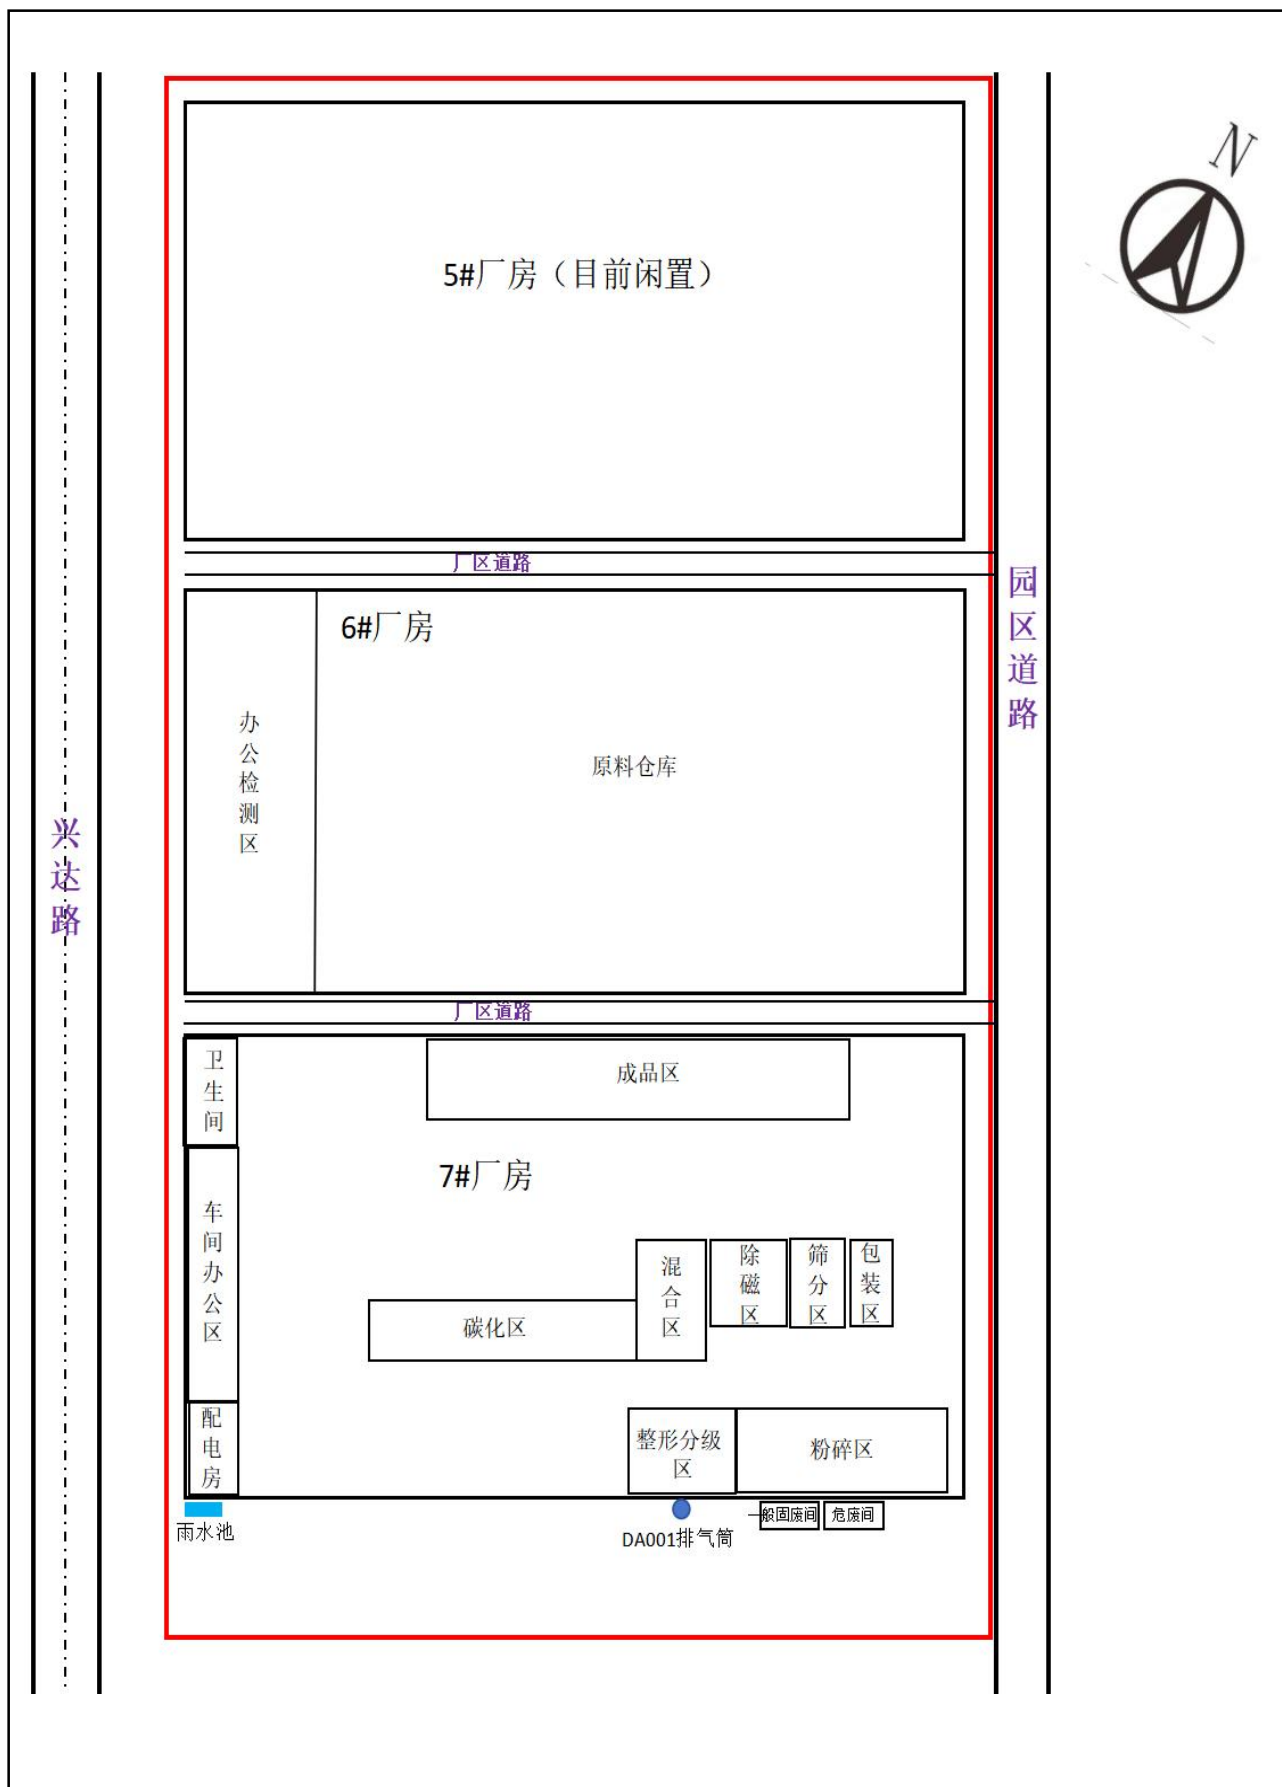 N
5#厂房（目前闲置）
厂区道路
园区道路
6#厂房
办公检测区
原料仓库
兴达路
厂区道路
卫生间
成品区
7#厂房
车间办公区
混合区
除磁区
筛分区
包装区
碳化区
配电房
整形分级
区
粉碎区
雨水池
DA001排气筒
一般固废间
危废间